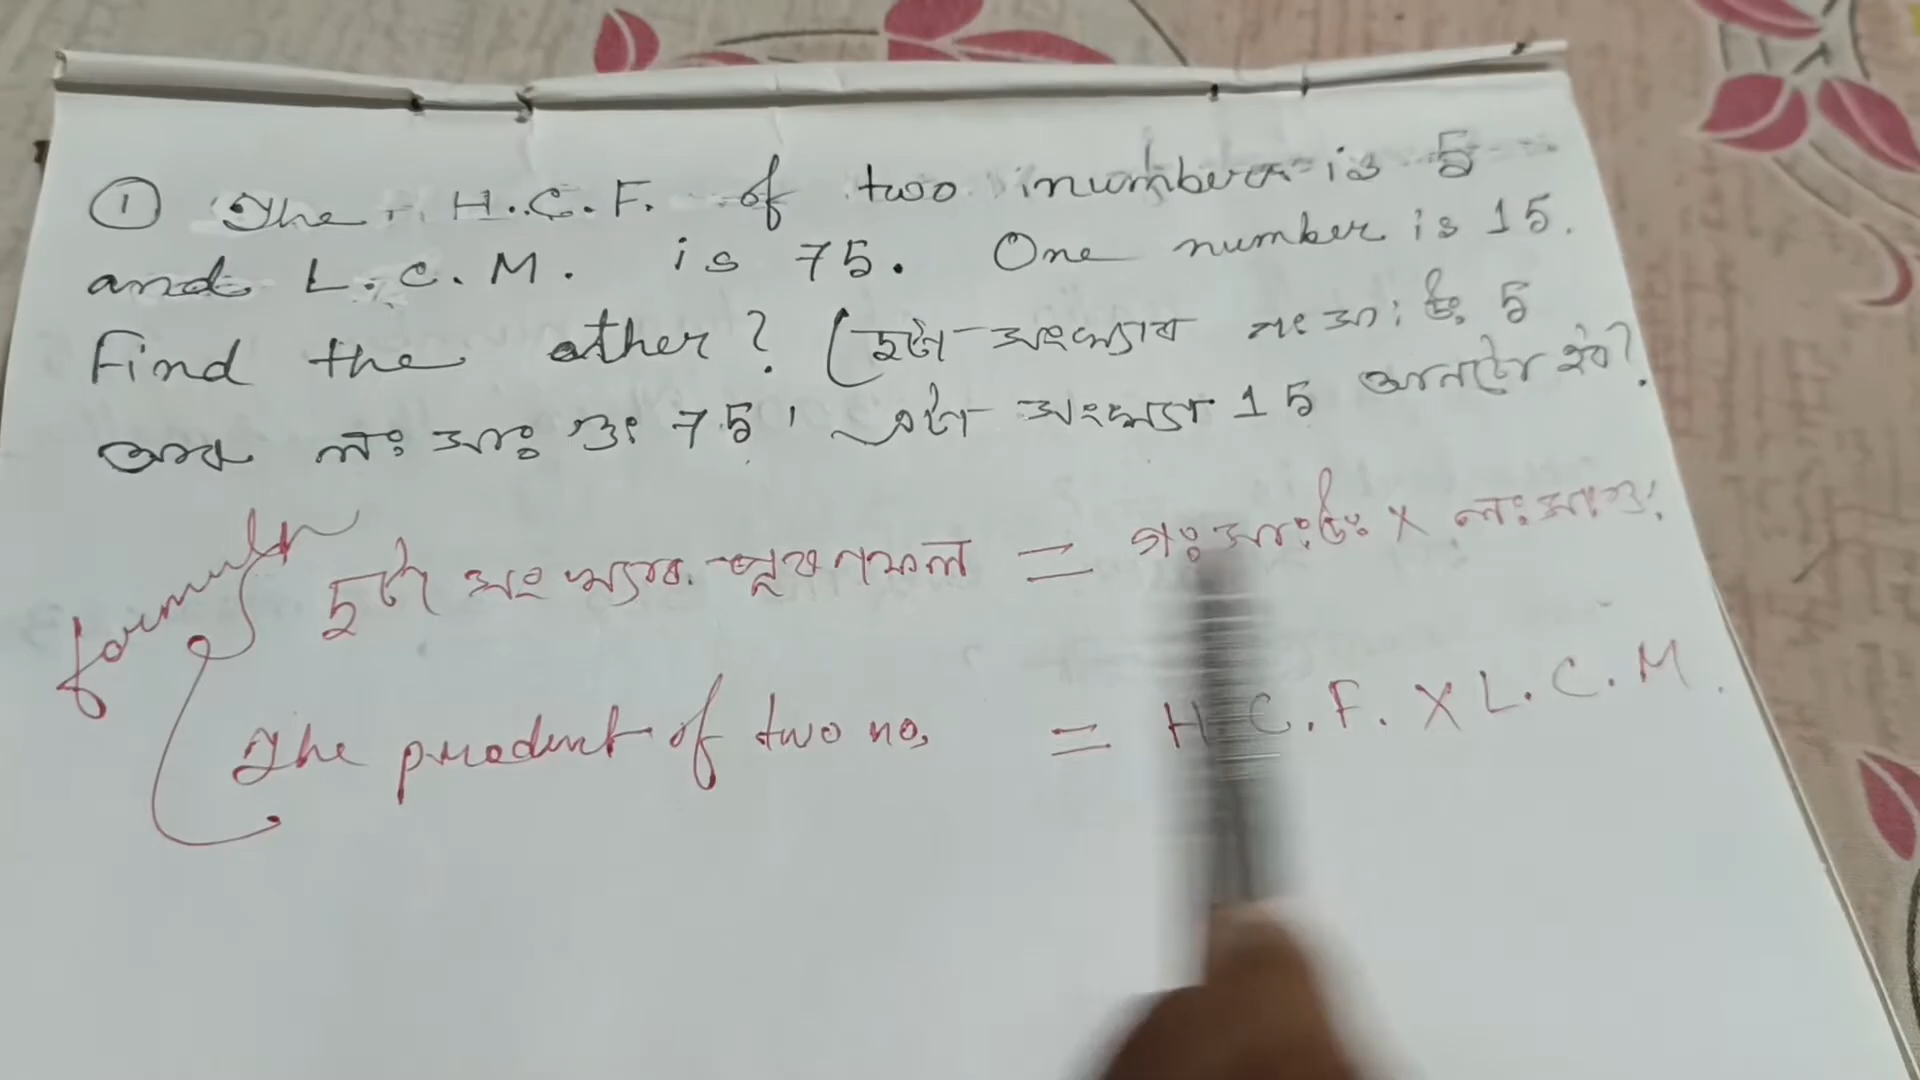 ① The H.C.F. of two numbers is 5
and L.C.M. is 75. One number is 15.
Find the other? (দুটা সংখ্যাৰ গঃ সাঃ উঃ 5
আৰু লঃ সাঃ গুঃ 75, এটা সংখ্যা 15 আনটো হব?
formula
দুটা সংখ্যাৰ পূৰণফল = গঃ সাঃ উঃ X লঃ সাঃ গুঃ
The product of two no, = H.C.F. X L.C.M.